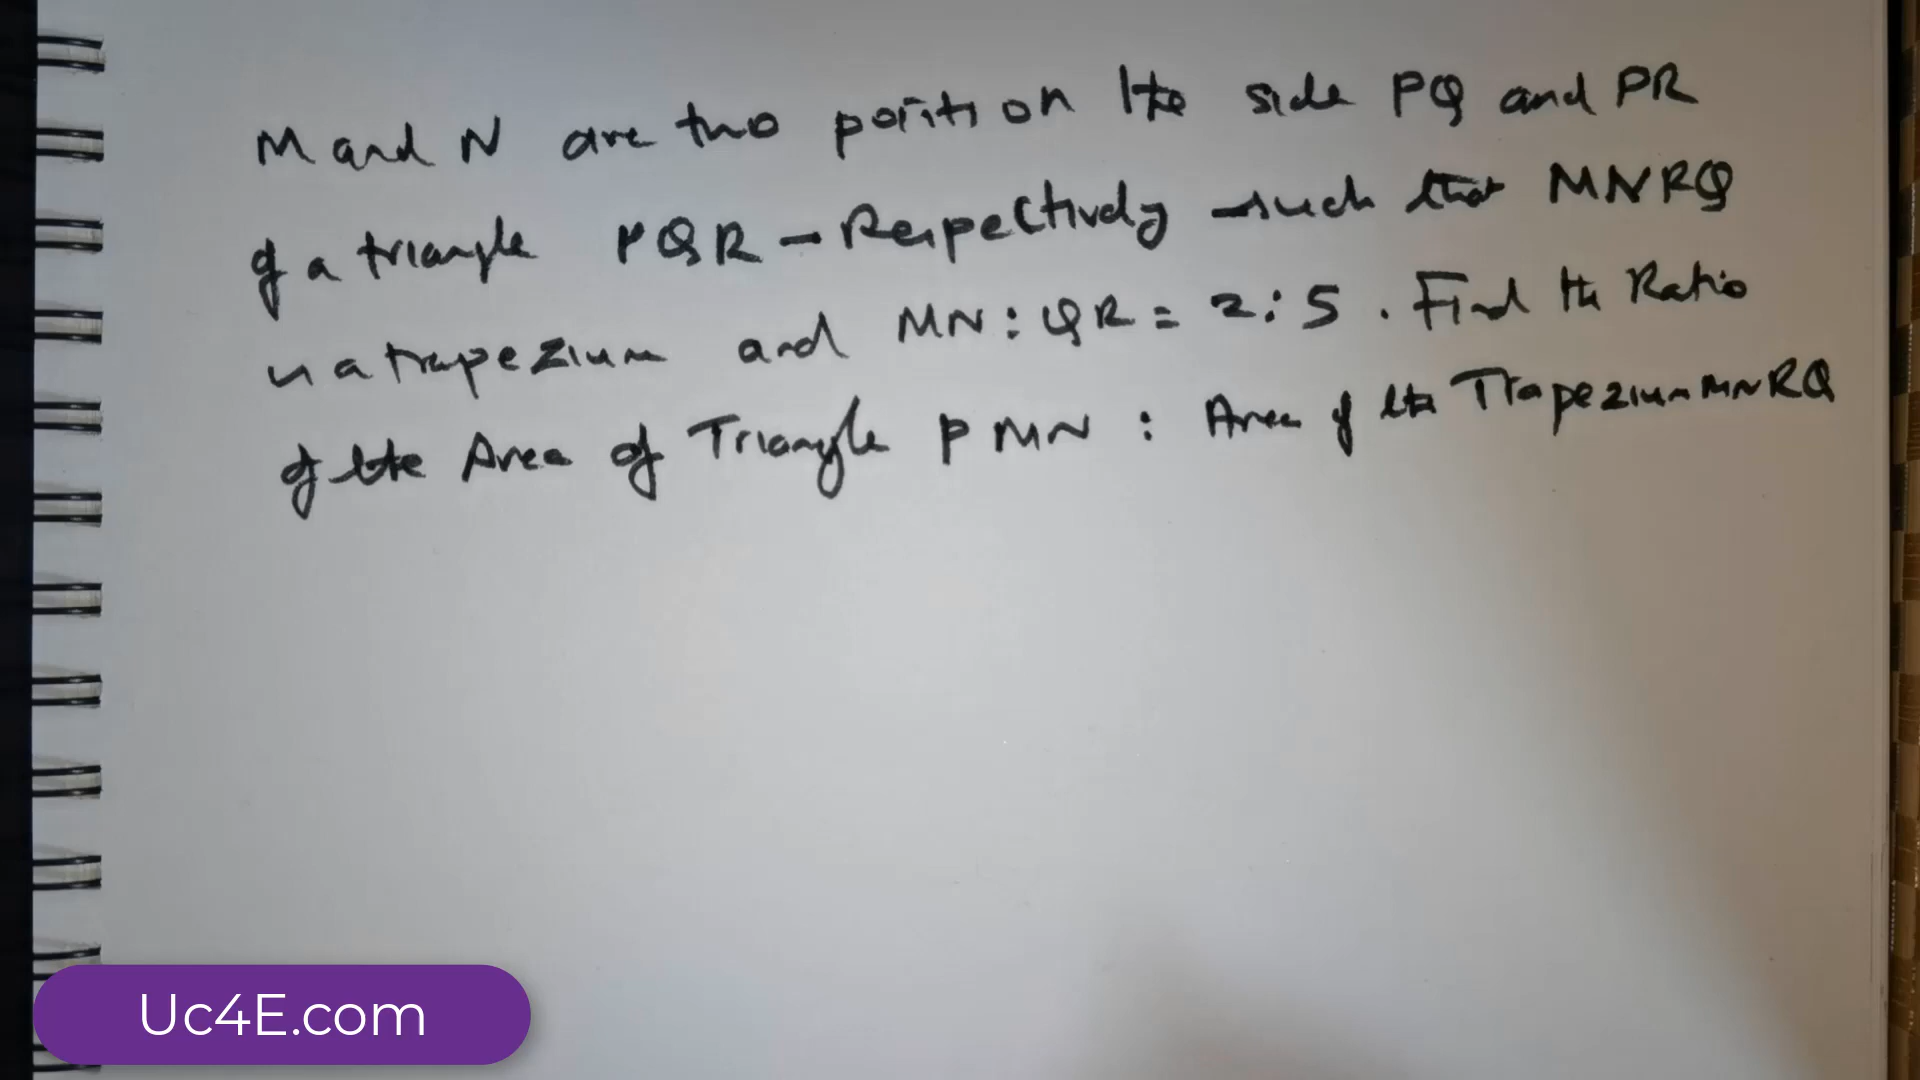 M and N are two points on the side PQ and PR
of a triangle PQR - Respectively such that MNRQ
is a trapezium and MN : QR = 2 : 5 . Find the Ratio
of the Area of Triangle PMN : Area of the Trapezium MNRQ
Uc4E.com